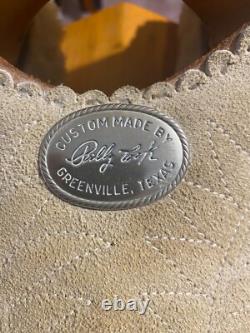 CUSTOM MADE BY
Billy Cook
GREENVILLE, TEXAS